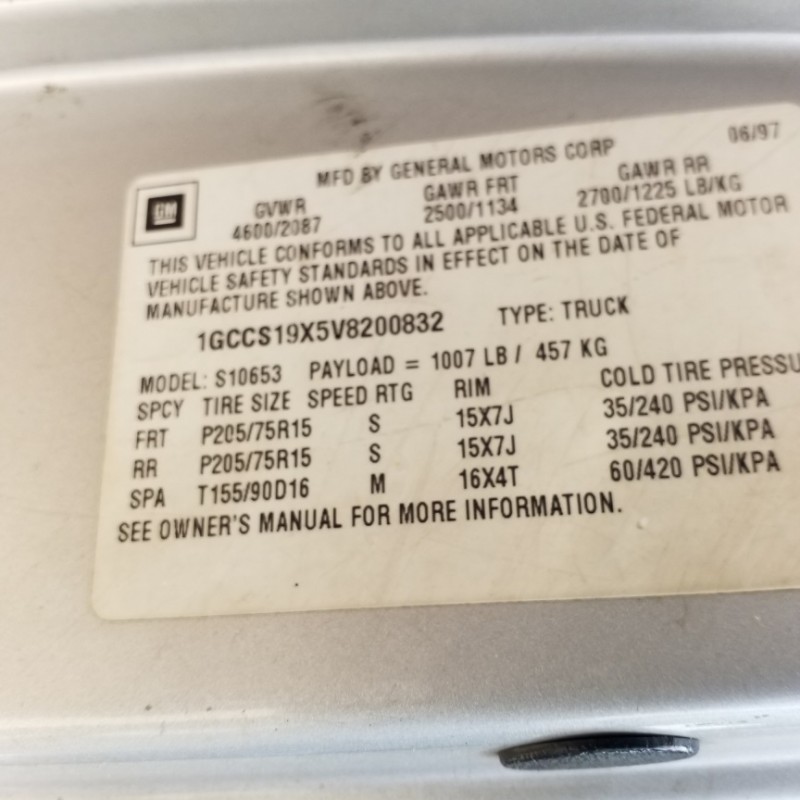 06/97
MFD BY GENERAL MOTORS CORP
GM
GVWR GAWR FRT GAWR RR
4600/2087 2500/1134 2700/1225 LB/KG
THIS VEHICLE CONFORMS TO ALL APPLICABLE U.S. FEDERAL MOTOR
VEHICLE SAFETY STANDARDS IN EFFECT ON THE DATE OF
MANUFACTURE SHOWN ABOVE.
1GCCS19X5V8200832 TYPE: TRUCK
MODEL: S10653 PAYLOAD = 1007 LB / 457 KG
SPCY TIRE SIZE SPEED RTG RIM COLD TIRE PRESSU
FRT P205/75R15 S 15X7J 35/240 PSI/KPA
RR P205/75R15 S 15X7J 35/240 PSI/KPA
SPA T155/90D16 M 16X4T 60/420 PSI/KPA
SEE OWNER'S MANUAL FOR MORE INFORMATION.